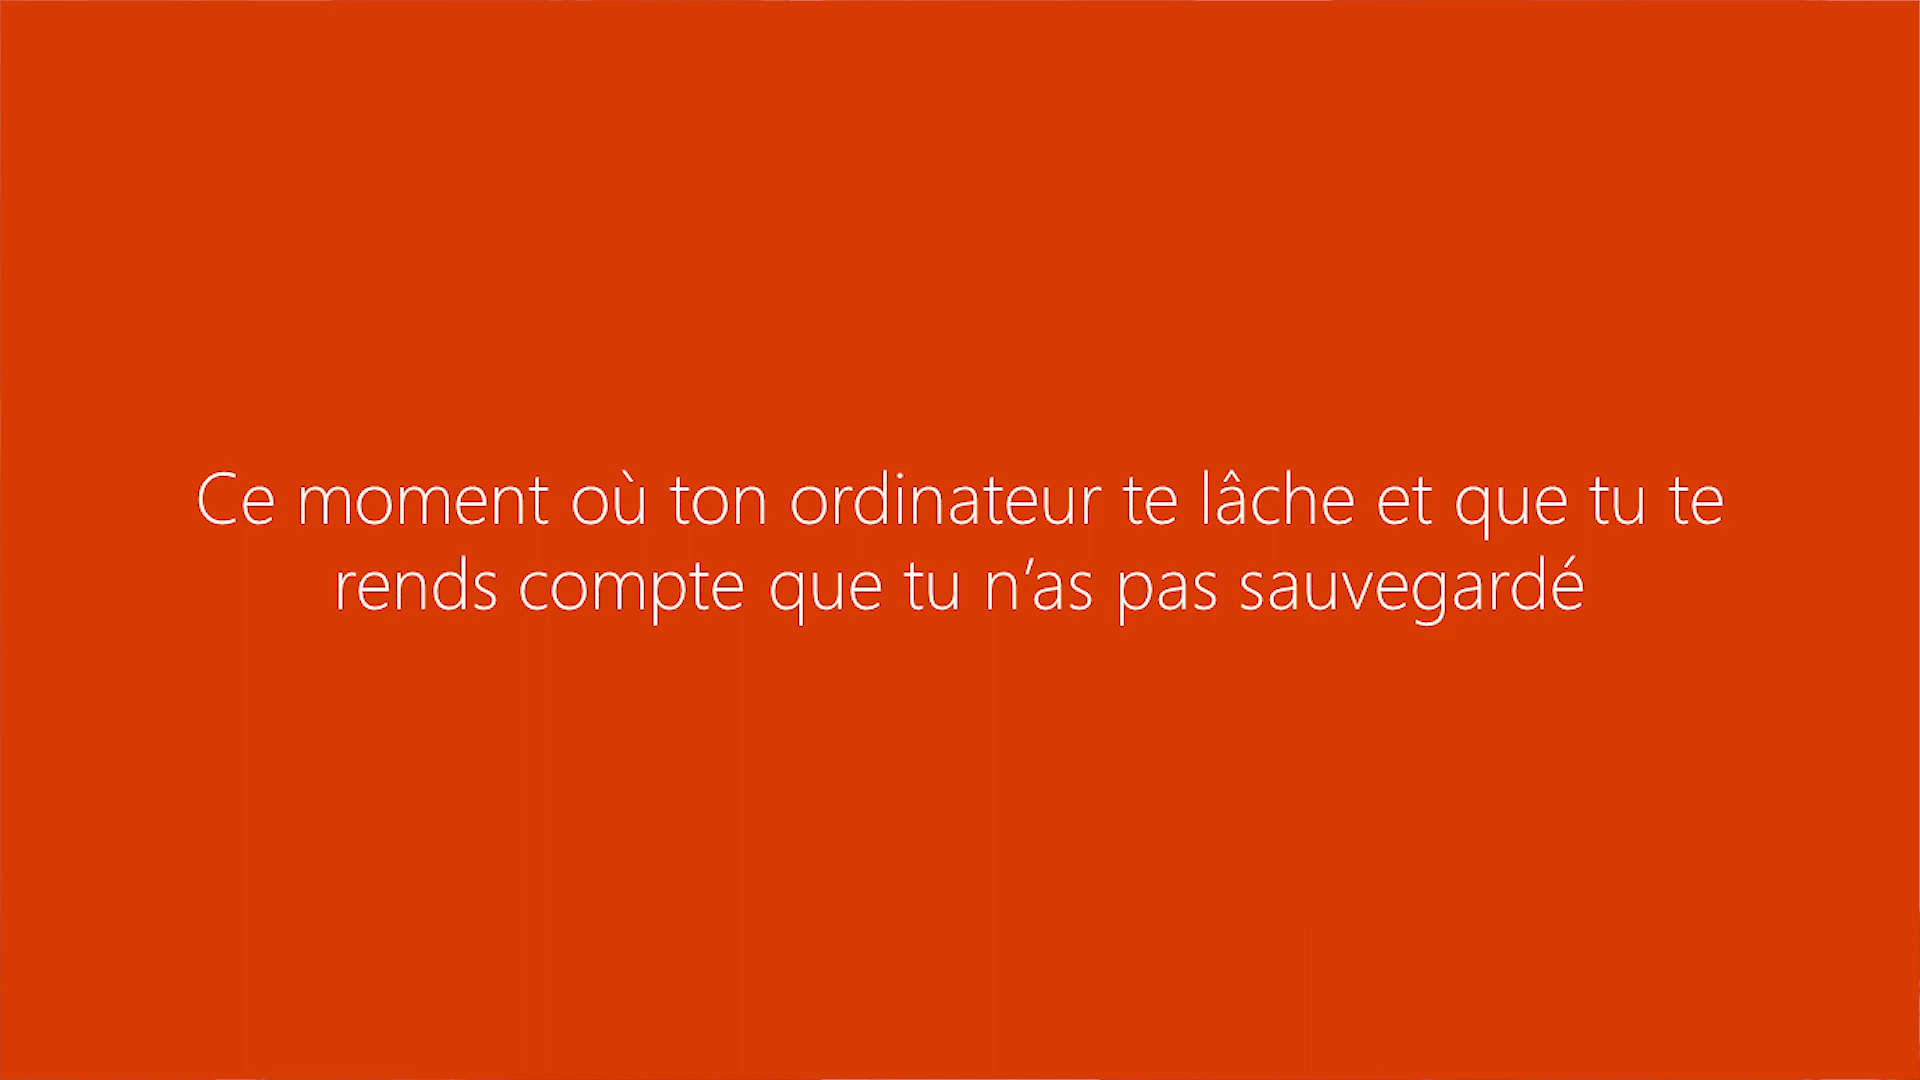 Ce moment où ton ordinateur te lâche et que tu te
rends compte que tu n’as pas sauvegardé